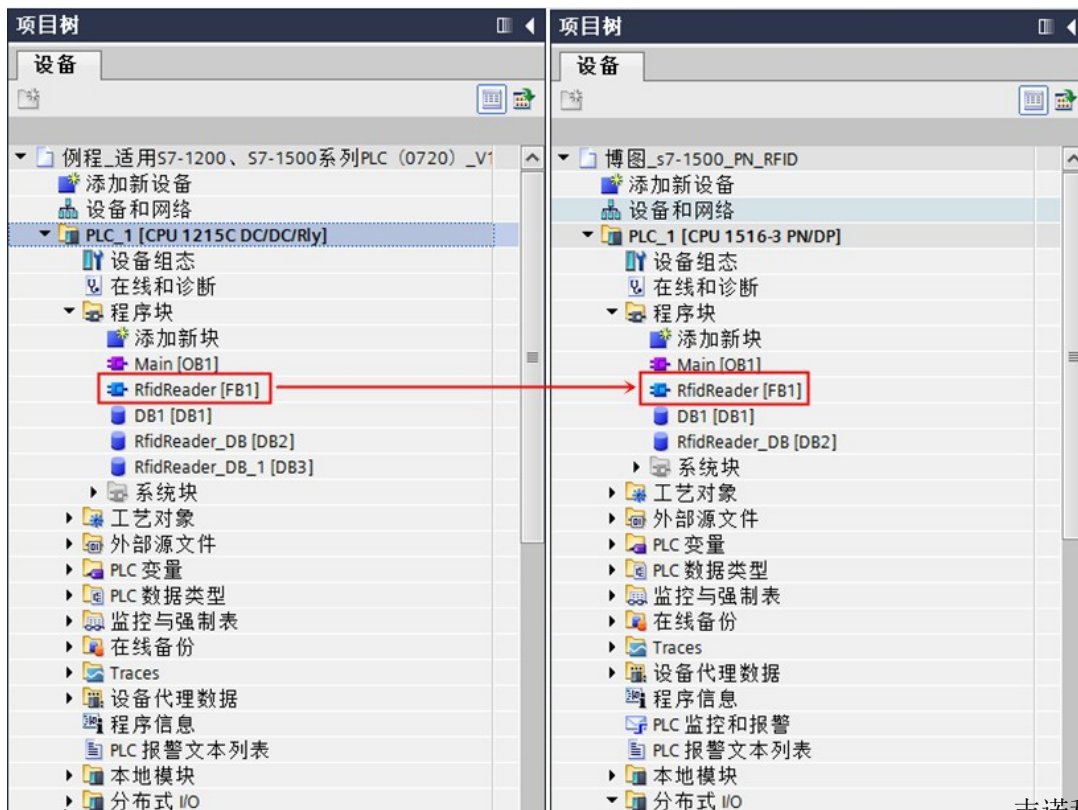 项目树
设备
例程_适用S7-1200、S7-1500系列PLC（0720）_V1
添加新设备
设备和网络
PLC_1 [CPU 1215C DC/DC/Rly]
设备组态
在线和诊断
程序块
添加新块
Main [OB1]
RfidReader [FB1]
DB1 [DB1]
RfidReader_DB [DB2]
RfidReader_DB_1 [DB3]
系统块
工艺对象
外部源文件
PLC 变量
PLC 数据类型
监控与强制表
在线备份
Traces
设备代理数据
程序信息
PLC 报警文本列表
本地模块
分布式 I/O
项目树
设备
博图_s7-1500_PN_RFID
添加新设备
设备和网络
PLC_1 [CPU 1516-3 PN/DP]
设备组态
在线和诊断
程序块
添加新块
Main [OB1]
RfidReader [FB1]
DB1 [DB1]
RfidReader_DB [DB2]
系统块
工艺对象
外部源文件
PLC 变量
PLC 数据类型
监控与强制表
在线备份
Traces
设备代理数据
程序信息
PLC 监控和报警
PLC 报警文本列表
本地模块
分布式 I/O